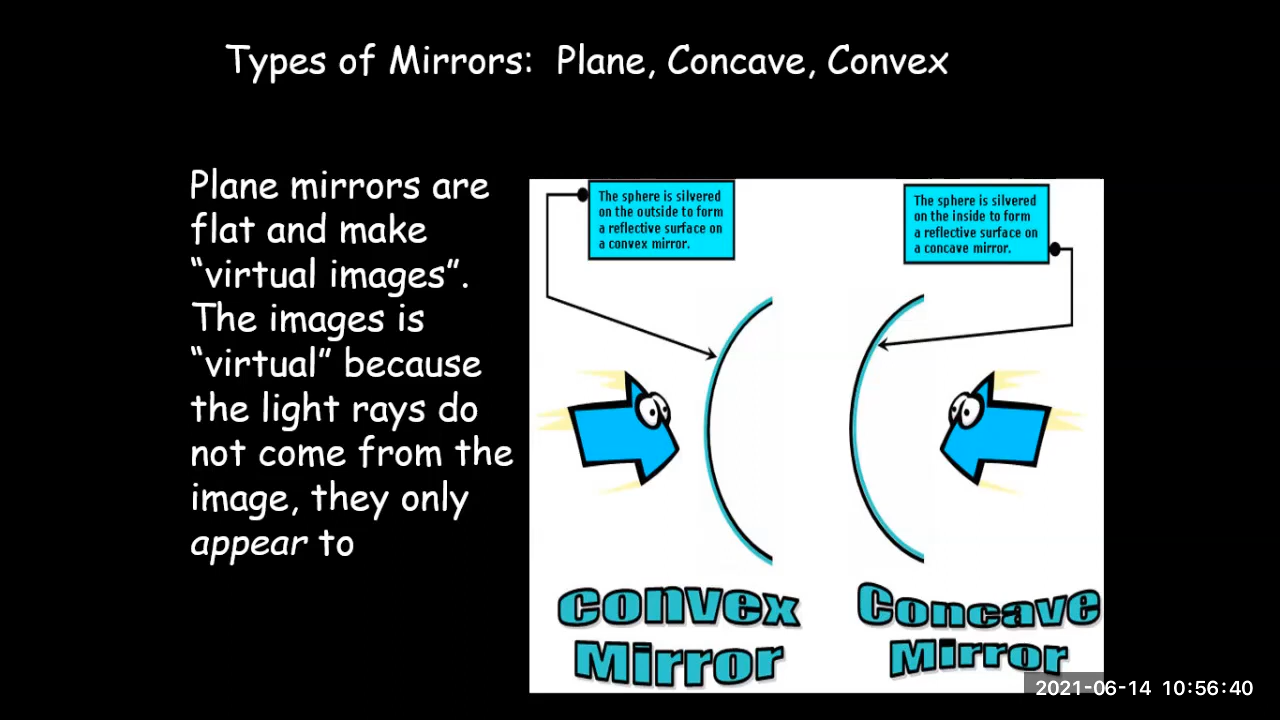 Types of Mirrors: Plane, Concave, Convex
Plane mirrors are
flat and make
“virtual images”.
The images is
“virtual” because
the light rays do
not come from the
image, they only
appear to
The sphere is silvered
on the outside to form
a reflective surface on
a convex mirror.
The sphere is silvered
on the inside to form
a reflective surface on
a concave mirror.
Convex
Mirror
Concave
Mirror
2021-06-14 10:56:40